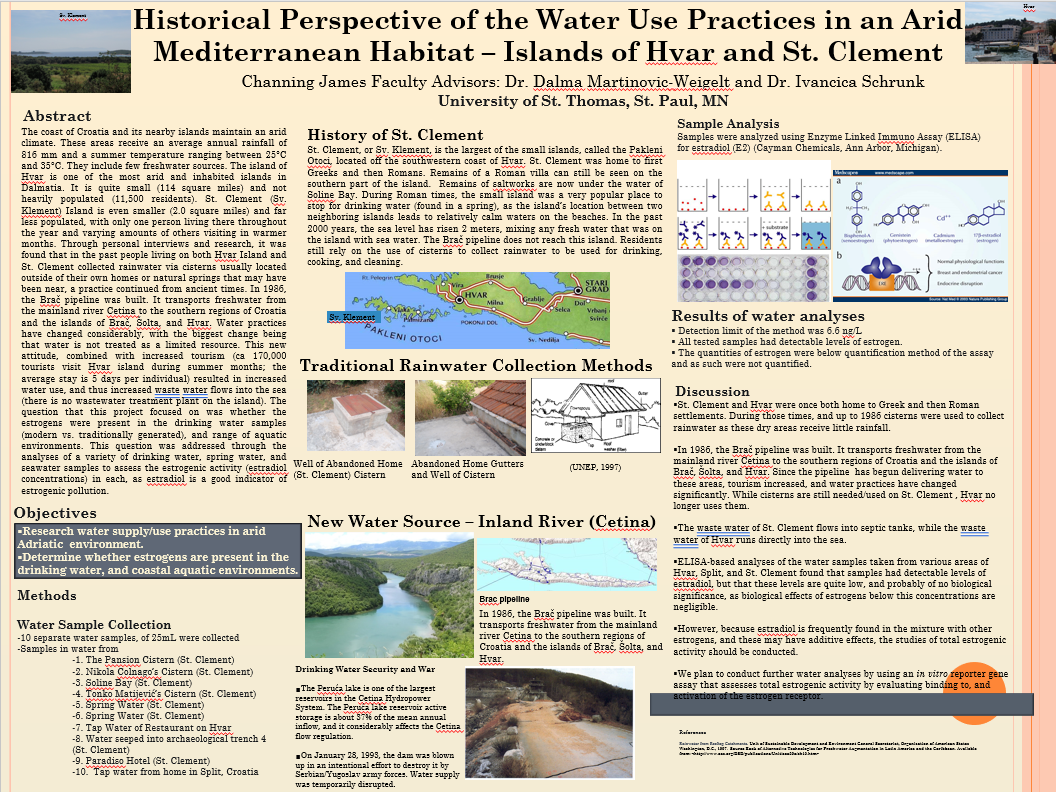 Sv. Klement
Hvar
Historical Perspective of the Water Use Practices in an Arid
Mediterranean Habitat – Islands of Hvar and St. Clement
Channing James Faculty Advisors: Dr. Dalma Martinovic-Weigelt and Dr. Ivancica Schrunk
University of St. Thomas, St. Paul, MN
Abstract
The coast of Croatia and its nearby islands maintain an arid
climate. These areas receive an average annual rainfall of
816 mm and a summer temperature ranging between 25°C
and 35°C. They include few freshwater sources. The island of
Hvar is one of the most arid and inhabited islands in
Dalmatia. It is quite small (114 square miles) and not
heavily populated (11,500 residents). St. Clement (Sv.
Klement) Island is even smaller (2.0 square miles) and far
less populated, with only one person living there throughout
the year and varying amounts of others visiting in warmer
months. Through personal interviews and research, it was
found that in the past people living on both Hvar Island and
St. Clement collected rainwater via cisterns usually located
outside of their own homes or natural springs that may have
been near, a practice continued from ancient times. In 1986,
the Brač pipeline was built. It transports freshwater from
the mainland river Cetina to the southern regions of Croatia
and the islands of Brač, Šolta, and Hvar. Water practices
have changed considerably, with the biggest change being
that water is not treated as a limited resource. This new
attitude, combined with increased tourism (ca 170,000
tourists visit Hvar island during summer months; the
average stay is 5 days per individual) resulted in increased
water use, and thus increased waste water flows into the sea
(there is no wastewater treatment plant on the island). The
question that this project focused on was whether the
estrogens were present in the drinking water samples
(modern vs. traditionally generated), and range of aquatic
environments. This question was addressed through the
analyses of a variety of drinking water, spring water, and
seawater samples to assess the estrogenic activity (estradiol
concentrations) in each, as estradiol is a good indicator of
estrogenic pollution.
Objectives
▪Research water supply/use practices in arid
Adriatic environment.
▪Determine whether estrogens are present in the
drinking water, and coastal aquatic environments.
Methods
Water Sample Collection
-10 separate water samples, of 25mL were collected
-Samples in water from
-1. The Pansion Cistern (St. Clement)
-2. Nikola Colnago's Cistern (St. Clement)
-3. Soline Bay (St. Clement)
-4. Tonko Matijević's Cistern (St. Clement)
-5. Spring Water (St. Clement)
-6. Spring Water (St. Clement)
-7. Tap Water of Restaurant on Hvar
-8. Water seeped into archaeological trench 4
(St. Clement)
-9. Paradiso Hotel (St. Clement)
-10. Tap water from home in Split, Croatia
History of St. Clement
St. Clement, or Sv. Klement, is the largest of the small islands, called the Pakleni
Otoci, located off the southwestern coast of Hvar. St. Clement was home to first
Greeks and then Romans. Remains of a Roman villa can still be seen on the
southern part of the island. Remains of saltworks are now under the water of
Soline Bay. During Roman times, the small island was a very popular place to
stop for drinking water (found in a spring), as the island's location between two
neighboring islands leads to relatively calm waters on the beaches. In the past
2000 years, the sea level has risen 2 meters, mixing any fresh water that was on
the island with sea water. The Brač pipeline does not reach this island. Residents
still rely on the use of cisterns to collect rainwater to be used for drinking,
cooking, and cleaning.
Sv. Pelegrin
Vira
Brusje
STARI
GRAD
HVAR
Grablje
Milna
Dol
Selca
Vrbanj
Svirče
Vlaka
Palmižana
POKONJI DOL
Sv. Klement
PAKLENI OTOCI
Sv. Nedilja
Traditional Rainwater Collection Methods
Well of Abandoned Home
(St. Clement) Cistern
Abandoned Home Gutters
and Well of Cistern
(UNEP, 1997)
New Water Source – Inland River (Cetina)
Brac pipeline
In 1986, the Brač pipeline was built. It
transports freshwater from the mainland
river Cetina to the southern regions of
Croatia and the islands of Brač, Šolta, and
Hvar.
Drinking Water Security and War
▪The Peruća lake is one of the largest
reservoirs in the Cetina Hydropower
System. The Peruća lake reservoir active
storage is about 37% of the mean annual
inflow, and it considerably affects the Cetina
flow regulation.
▪On January 28, 1993, the dam was blown
up in an intentional effort to destroy it by
Serbian/Yugoslav army forces. Water supply
was temporarily disrupted.
Sample Analysis
Samples were analyzed using Enzyme Linked Immuno Assay (ELISA)
for estradiol (E2) (Cayman Chemicals, Ann Arbor, Michigan).
+ substrate
Medscape www.medscape.com
a
Cd²⁺
Bisphenol A
(xenoestrogen)
Genistein
(phytoestrogen)
Cadmium
(metalloestrogen)
17β-estradiol
(estrogen)
b
Normal physiological functions
Breast and endometrial cancer
Endocrine disruption
Results of water analyses
▪ Detection limit of the method was 6.6 ng/L
▪ All tested samples had detectable levels of estrogen.
▪ The quantities of estrogen were below quantification method of the assay
and as such were not quantified.
Discussion
▪St. Clement and Hvar were once both home to Greek and then Roman
settlements. During those times, and up to 1986 cisterns were used to collect
rainwater as these dry areas receive little rainfall.
▪In 1986, the Brač pipeline was built. It transports freshwater from the
mainland river Cetina to the southern regions of Croatia and the islands of
Brač, Šolta, and Hvar. Since the pipeline has begun delivering water to
these areas, tourism increased, and water practices have changed
significantly. While cisterns are still needed/used on St. Clement , Hvar no
longer uses them.
▪The waste water of St. Clement flows into septic tanks, while the waste
water of Hvar runs directly into the sea.
▪ELISA-based analyses of the water samples taken from various areas of
Hvar, Split, and St. Clement found that samples had detectable levels of
estradiol, but that these levels are quite low, and probably of no biological
significance, as biological effects of estrogens below this concentrations are
negligible.
▪However, because estradiol is frequently found in the mixture with other
estrogens, and these may have additive effects, the studies of total estrogenic
activity should be conducted.
▪We plan to conduct further water analyses by using an in vitro reporter gene
assay that assesses total estrogenic activity by evaluating binding to, and
activation of the estrogen receptor.
References